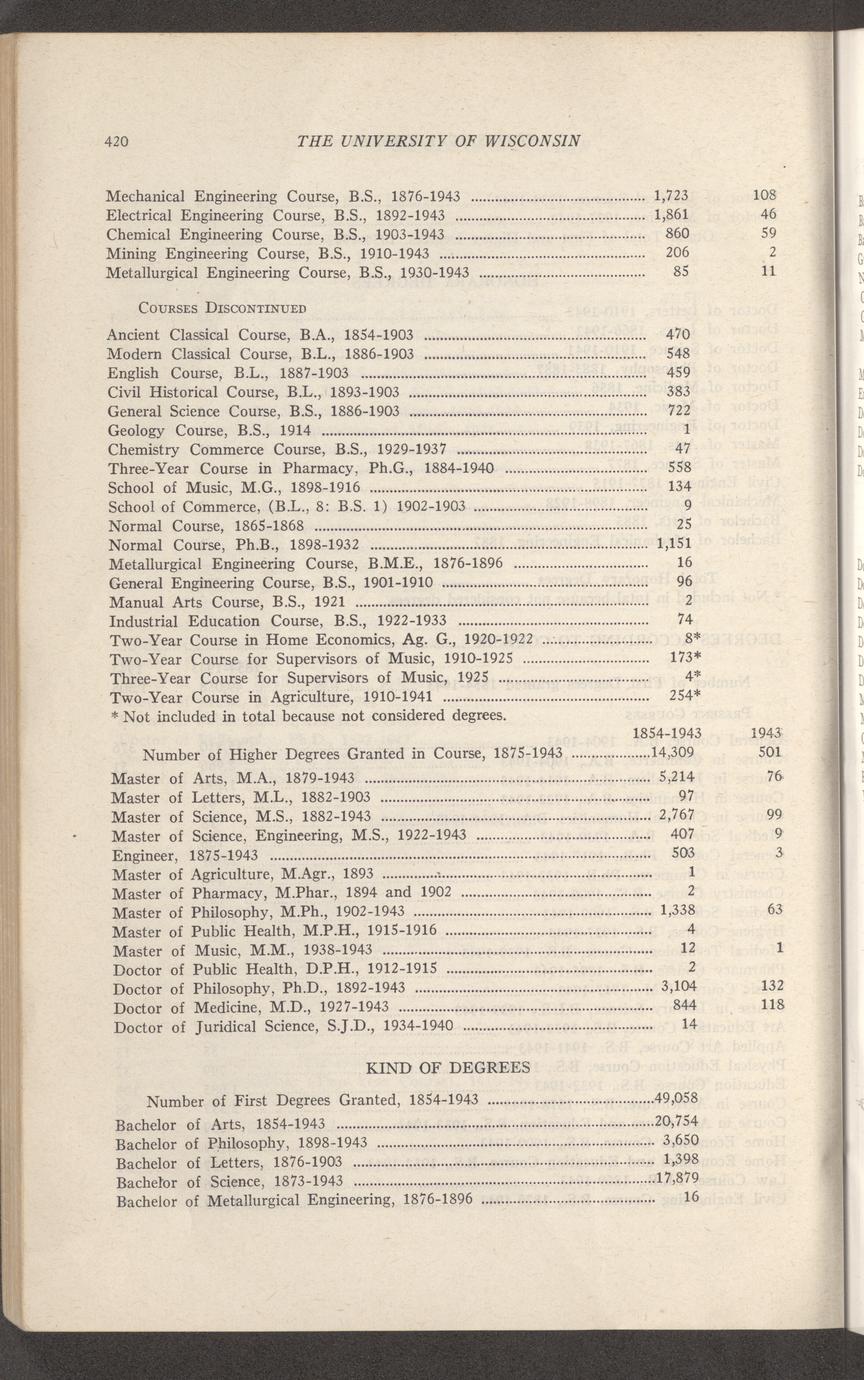 420 THE UNIVERSITY OF WISCONSIN
Mechanical Engineering Course, B.S., 1876-1943 ........ 1,723 108
Electrical Engineering Course, B.S., 1892-1943 ........ 1,861 46
Chemical Engineering Course, B.S., 1903-1943 ........ 860 59
Mining Engineering Course, B.S., 1910-1943 ........ 206 2
Metallurgical Engineering Course, B.S., 1930-1943 ........ 85 11
COURSES DISCONTINUED
Ancient Classical Course, B.A., 1854-1903 ........ 470
Modern Classical Course, B.L., 1886-1903 ........ 548
English Course, B.L., 1887-1903 ........ 459
Civil Historical Course, B.L., 1893-1903 ........ 383
General Science Course, B.S., 1886-1903 ........ 722
Geology Course, B.S., 1914 ........ 1
Chemistry Commerce Course, B.S., 1929-1937 ........ 47
Three-Year Course in Pharmacy, Ph.G., 1884-1940 ........ 558
School of Music, M.G., 1898-1916 ........ 134
School of Commerce, (B.L., 8: B.S. 1) 1902-1903 ........ 9
Normal Course, 1865-1868 ........ 25
Normal Course, Ph.B., 1898-1932 ........ 1,151
Metallurgical Engineering Course, B.M.E., 1876-1896 ........ 16
General Engineering Course, B.S., 1901-1910 ........ 96
Manual Arts Course, B.S., 1921 ........ 2
Industrial Education Course, B.S., 1922-1933 ........ 74
Two-Year Course in Home Economics, Ag. G., 1920-1922 ........ 8*
Two-Year Course for Supervisors of Music, 1910-1925 ........ 173*
Three-Year Course for Supervisors of Music, 1925 ........ 4*
Two-Year Course in Agriculture, 1910-1941 ........ 254*
* Not included in total because not considered degrees.
1854-1943 1943
Number of Higher Degrees Granted in Course, 1875-1943 ........ 14,309 501
Master of Arts, M.A., 1879-1943 ........ 5,214 76
Master of Letters, M.L., 1882-1903 ........ 97
Master of Science, M.S., 1882-1943 ........ 2,767 99
Master of Science, Engineering, M.S., 1922-1943 ........ 407 9
Engineer, 1875-1943 ........ 503 3
Master of Agriculture, M.Agr., 1893 ........ 1
Master of Pharmacy, M.Phar., 1894 and 1902 ........ 2
Master of Philosophy, M.Ph., 1902-1943 ........ 1,338 63
Master of Public Health, M.P.H., 1915-1916 ........ 4
Master of Music, M.M., 1938-1943 ........ 12 1
Doctor of Public Health, D.P.H., 1912-1915 ........ 2
Doctor of Philosophy, Ph.D., 1892-1943 ........ 3,104 132
Doctor of Medicine, M.D., 1927-1943 ........ 844 118
Doctor of Juridical Science, S.J.D., 1934-1940 ........ 14
KIND OF DEGREES
Number of First Degrees Granted, 1854-1943 ........ 49,058
Bachelor of Arts, 1854-1943 ........ 20,754
Bachelor of Philosophy, 1898-1943 ........ 3,650
Bachelor of Letters, 1876-1903 ........ 1,398
Bachelor of Science, 1873-1943 ........ 17,879
Bachelor of Metallurgical Engineering, 1876-1896 ........ 16